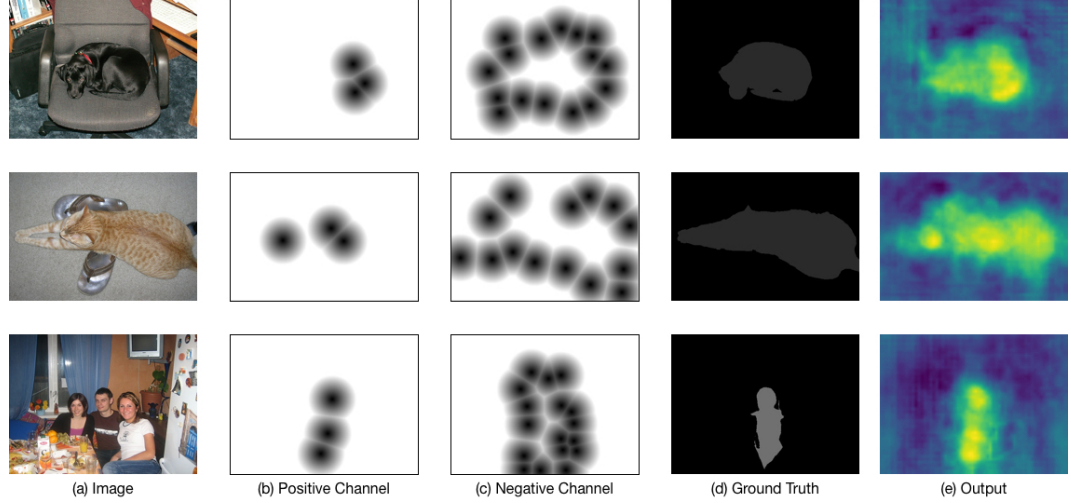 (a) Image
(b) Positive Channel
(c) Negative Channel
(d) Ground Truth
(e) Output